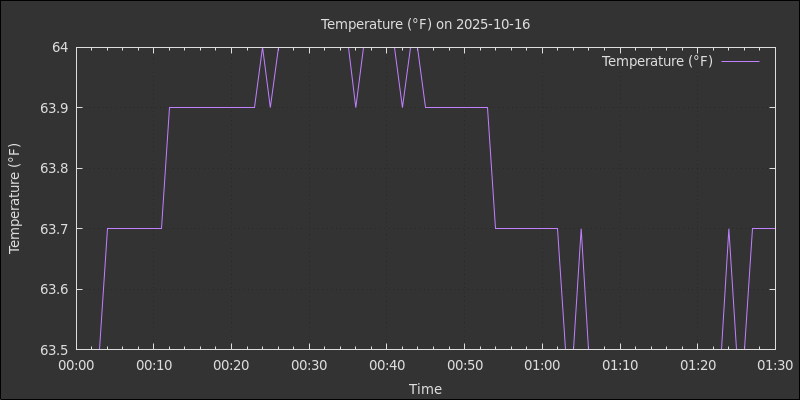 Temperature (°F) on 2025-10-16
Temperature (°F)
64
63.9
63.8
63.7
63.6
63.5
Temperature (°F)
00:00 00:10 00:20 00:30 00:40 00:50 01:00 01:10 01:20 01:30
Time